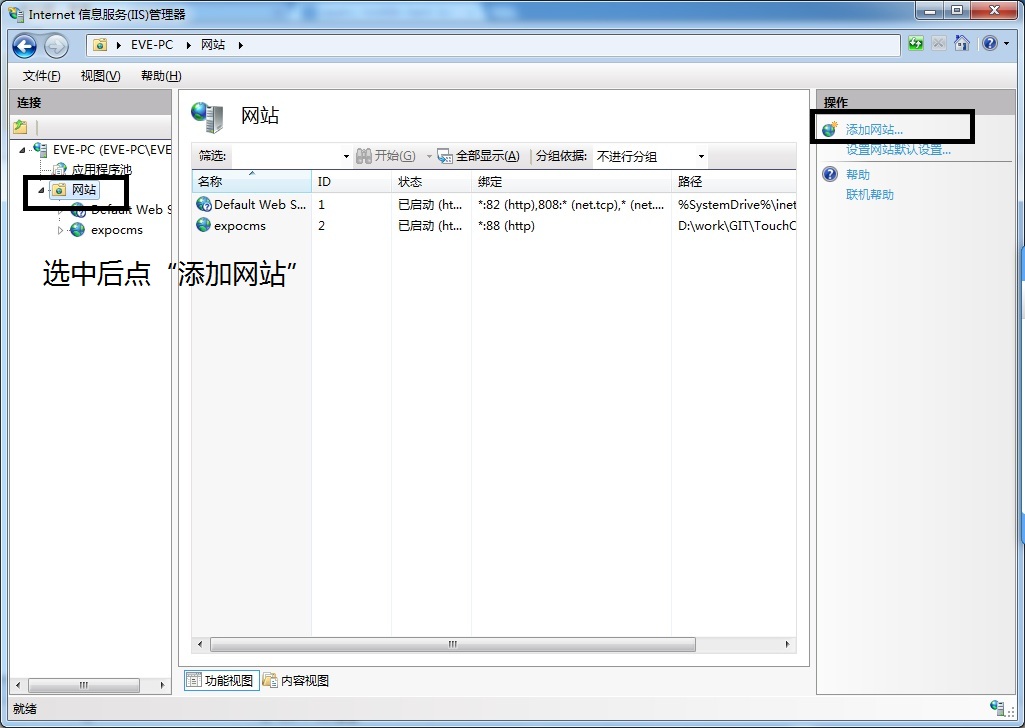 Internet 信息服务(IIS)管理器
EVE-PC 网站
文件(F) 视图(V) 帮助(H)
连接
EVE-PC (EVE-PC\EVE
应用程序池
网站
Default Web S
expocms
选中后点“添加网站”
网站
筛选: 开始(G) 全部显示(A) 分组依据: 不进行分组
名称 ID 状态 绑定 路径
Default Web S... 1 已启动 (ht... *:82 (http),808:* (net.tcp),* (net.... %SystemDrive%\inet
expocms 2 已启动 (ht... *:88 (http) D:\work\GIT\TouchC
功能视图 内容视图
操作
添加网站...
设置网站默认设置...
帮助
联机帮助
就绪